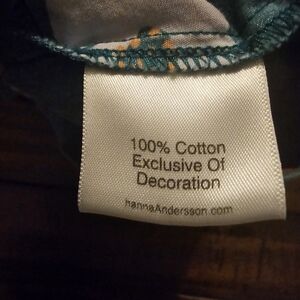 100% Cotton
Exclusive Of
Decoration
hannaAndersson.com